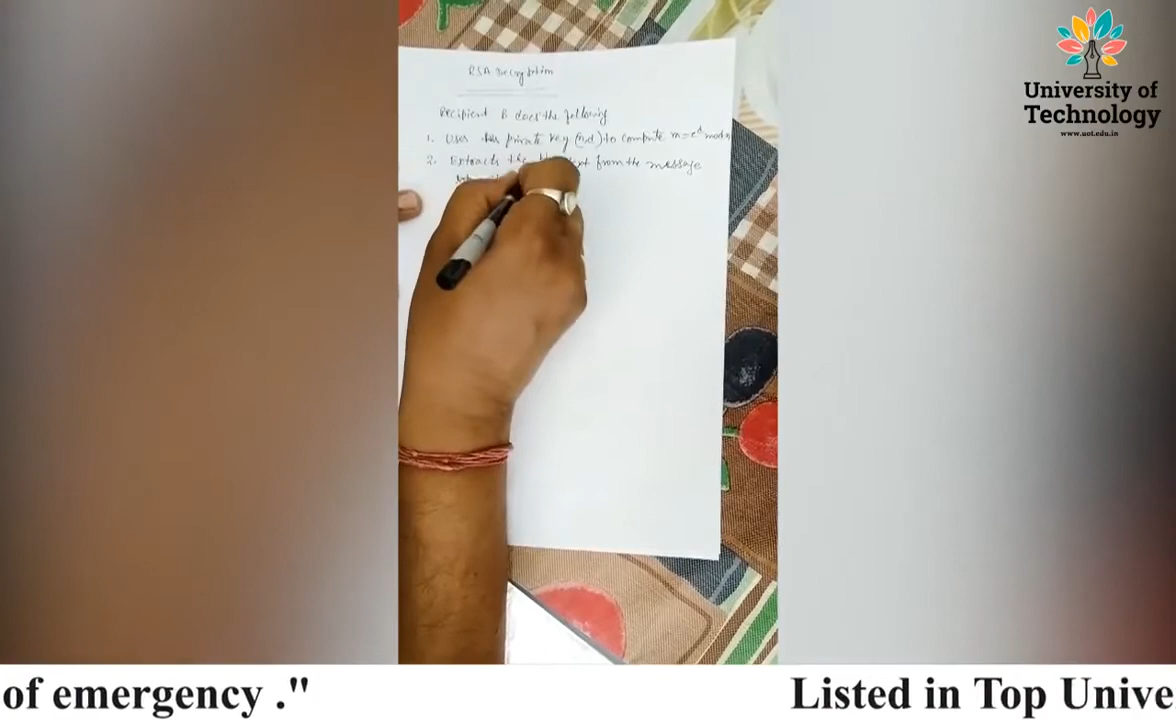 RSA Decryption
Recipient B does the following
1. Uses his private key (n,d) to compute m=c^d mod n
2. Extracts the from the message
University of
Technology
www.uot.edu.in
of emergency ." Listed in Top Unive